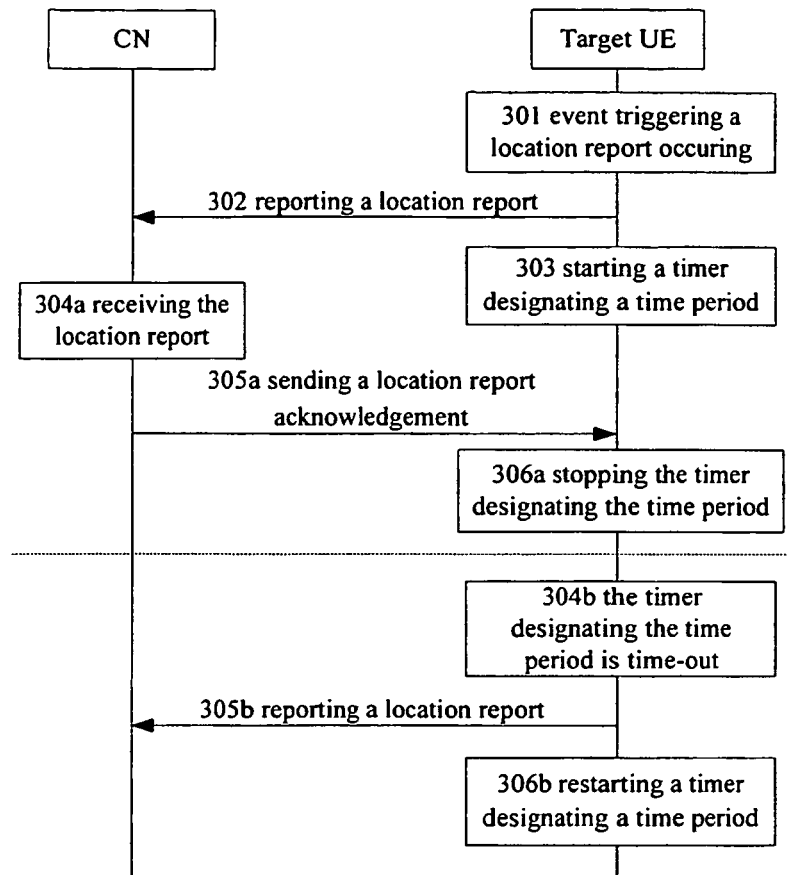 CN
Target UE
301 event triggering a
location report occuring
302 reporting a location report
303 starting a timer
designating a time period
304a receiving the
location report
305a sending a location report
acknowledgement
306a stopping the timer
designating the time period
304b the timer
designating the time
period is time-out
305b reporting a location report
306b restarting a timer
designating a time period